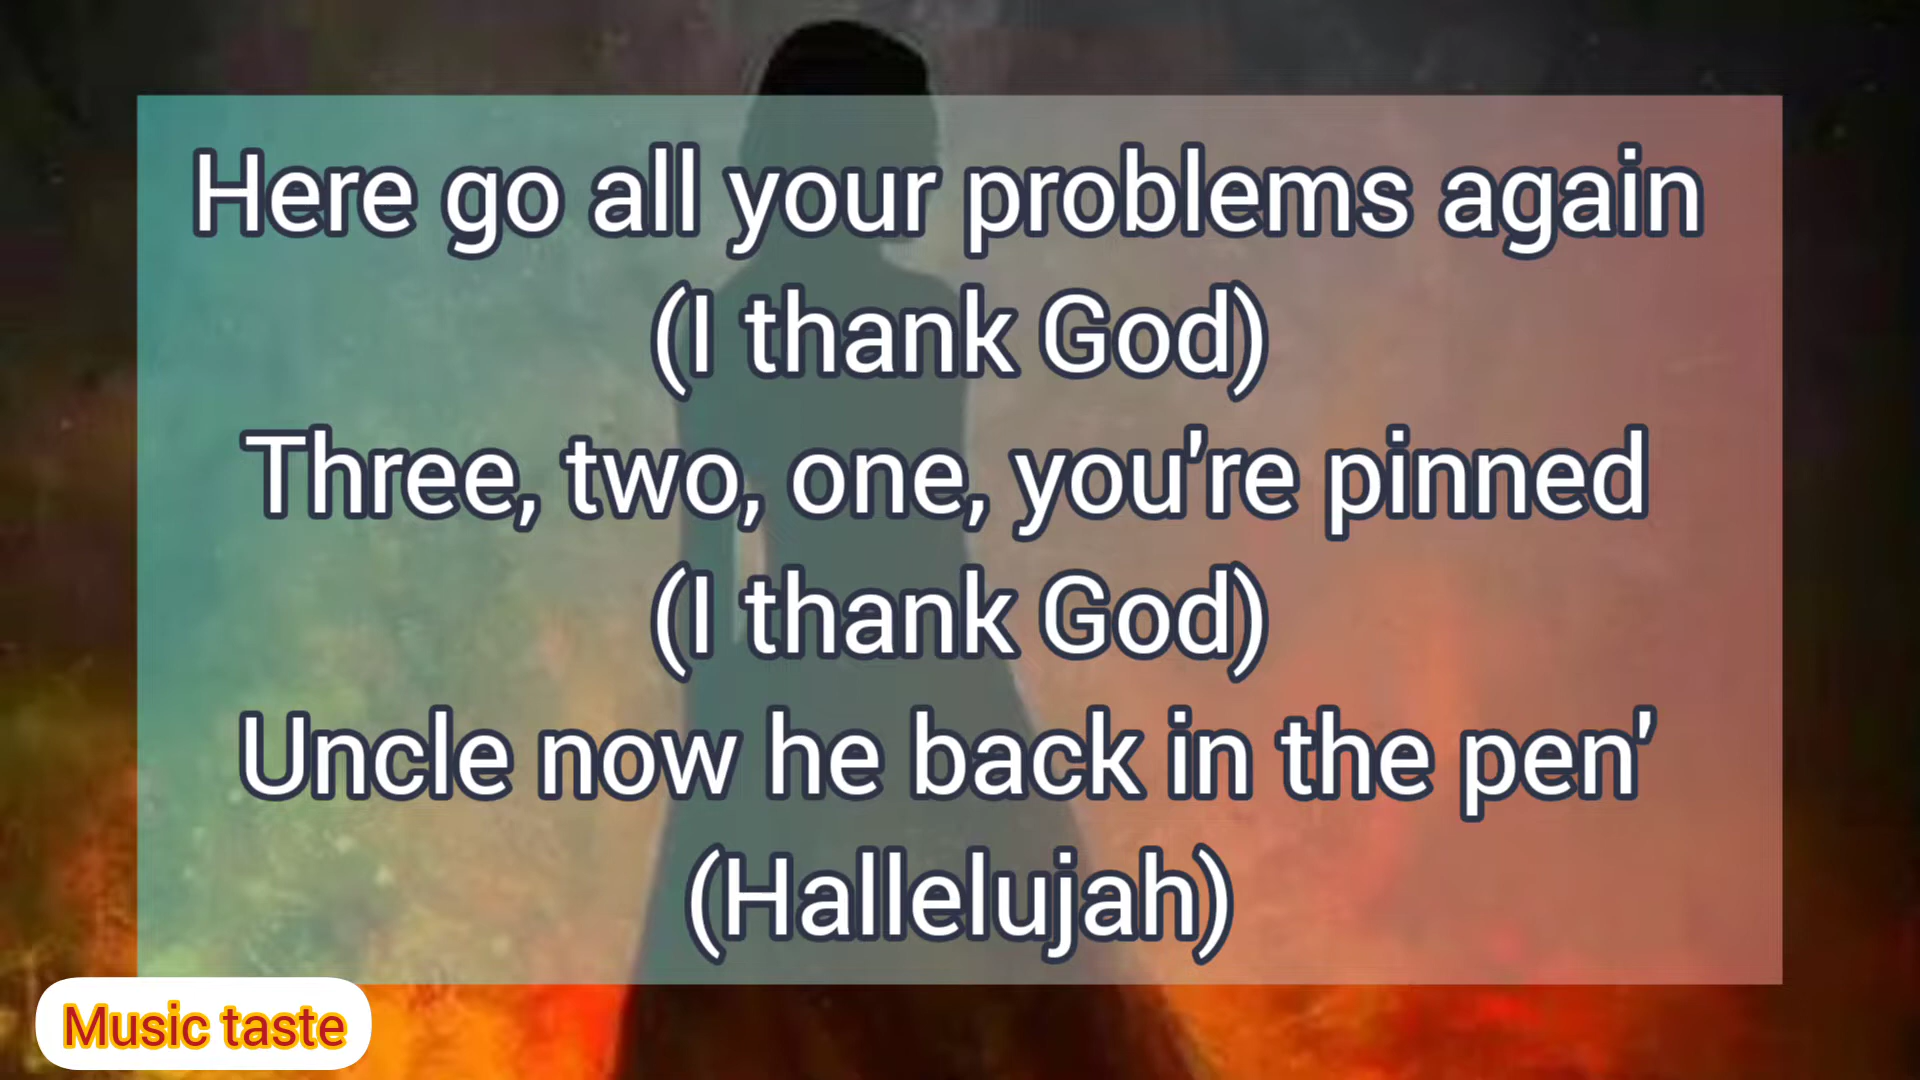 Here go all your problems again
(I thank God)
Three, two, one, you're pinned
(I thank God)
Uncle now he back in the pen'
(Hallelujah)
Music taste